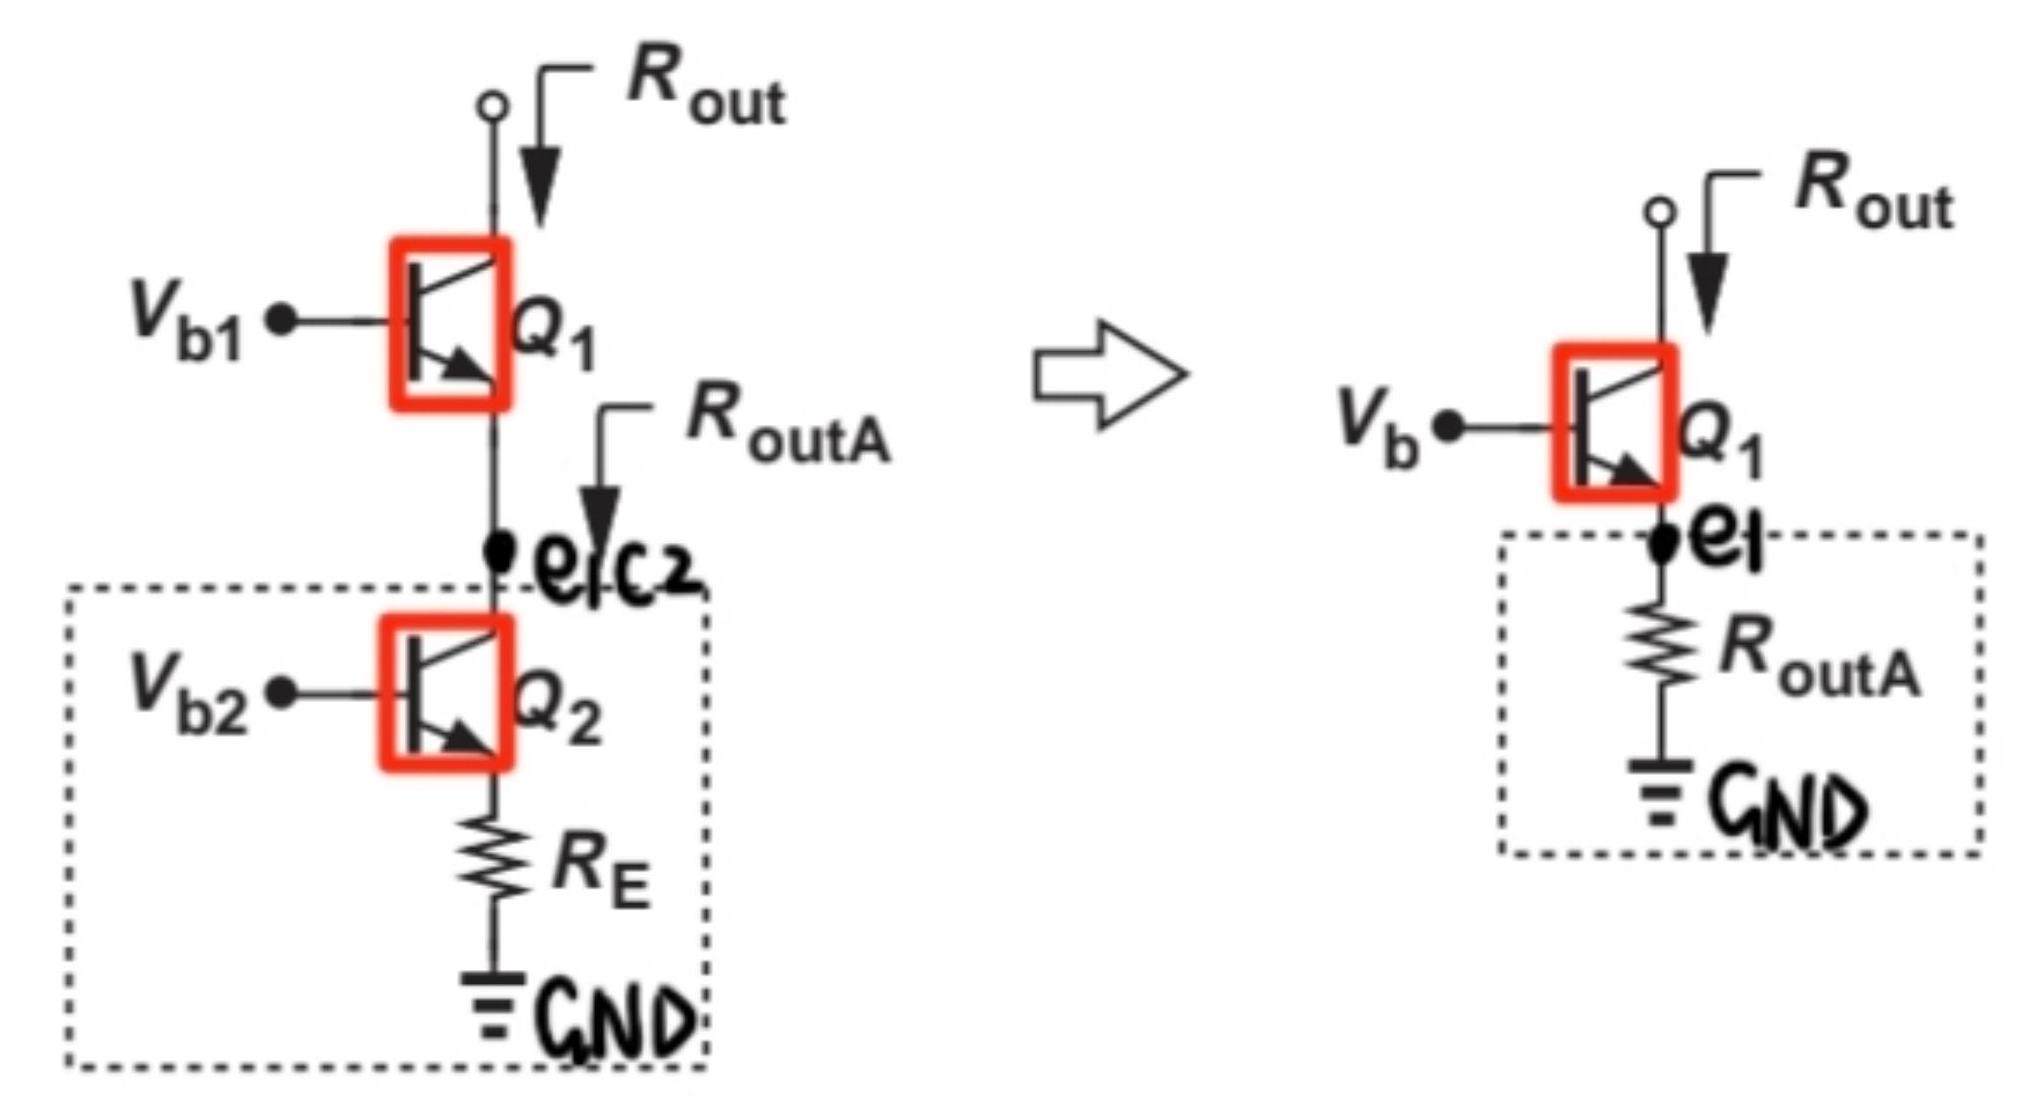 Rout
Vb1
Q1
RoutA
e1c2
Vb2
Q2
RE
GND
Rout
Vb
Q1
e1
RoutA
GND